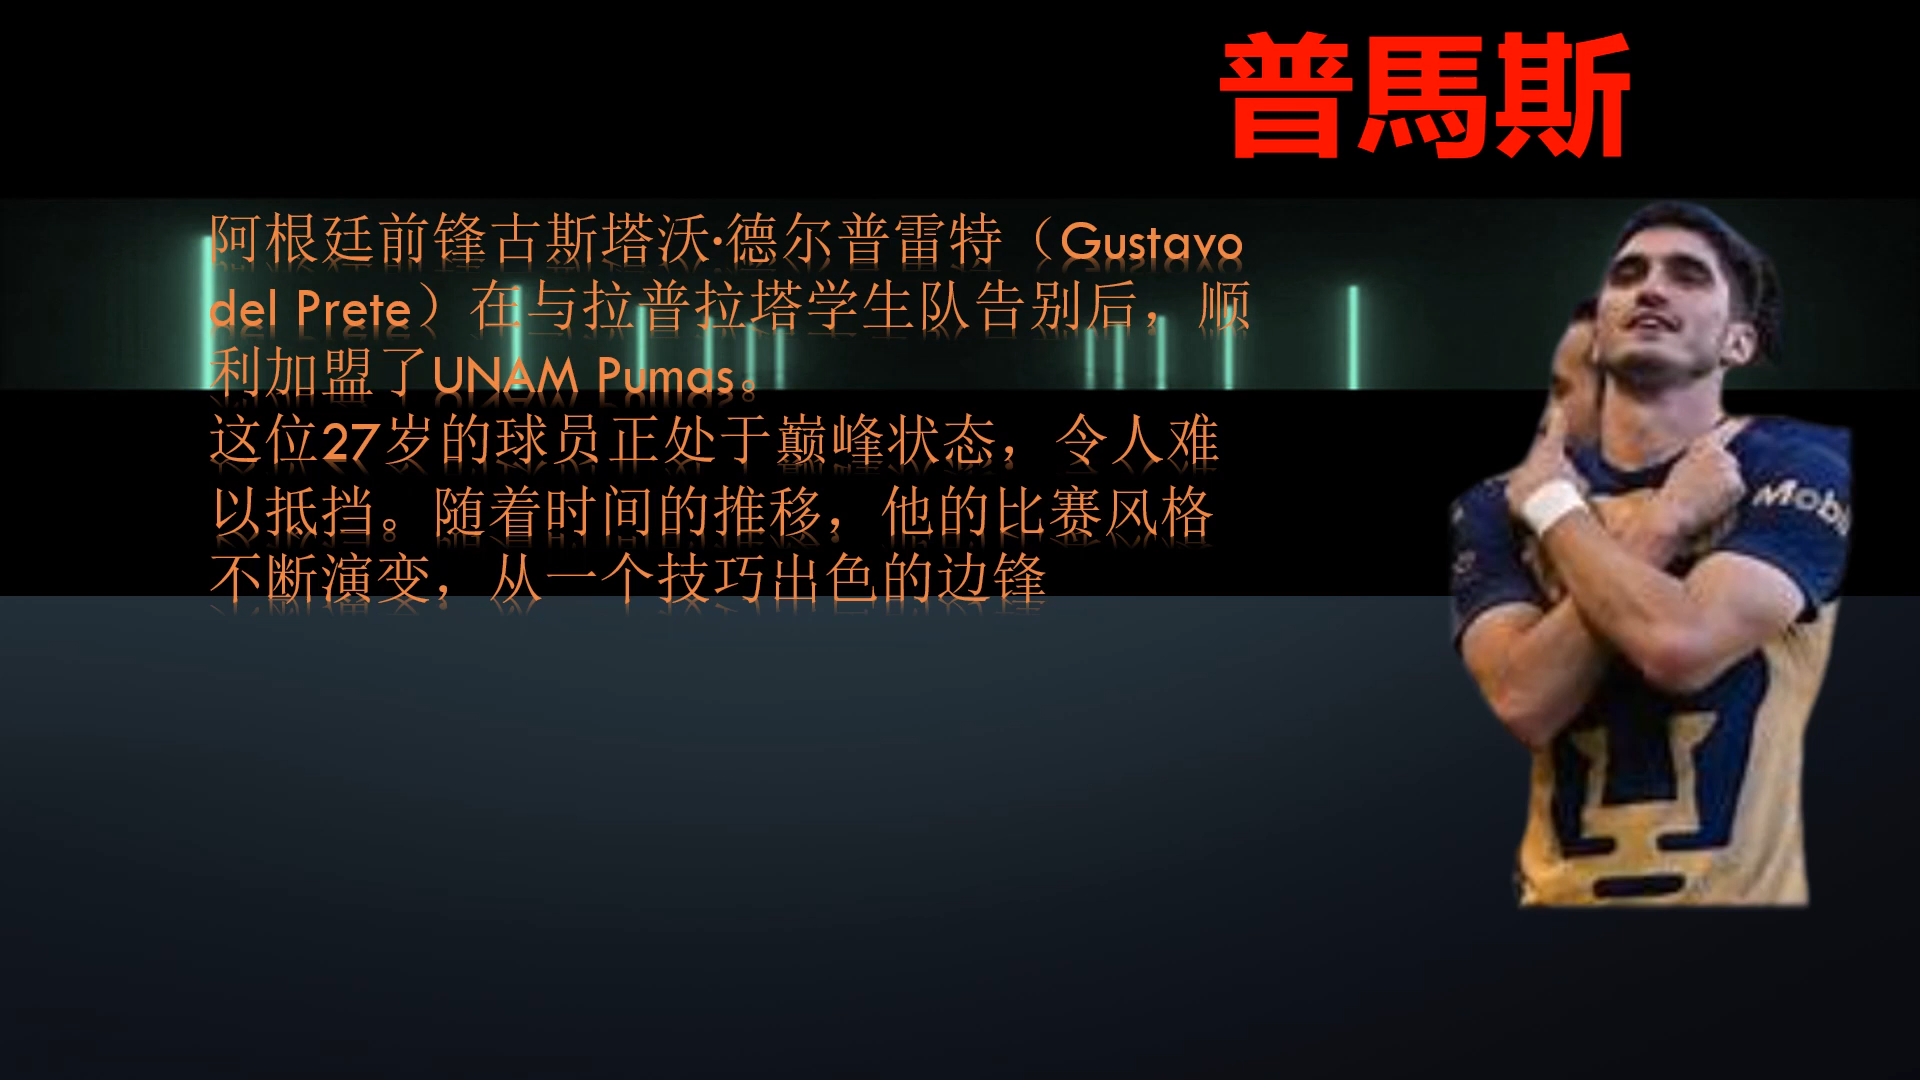 普馬斯
阿根廷前锋古斯塔沃·德尔普雷特（Gustavo
del Prete）在与拉普拉塔学生队告别后，顺
利加盟了UNAM Pumas。
这位27岁的球员正处于巅峰状态，令人难
以抵挡。随着时间的推移，他的比赛风格
不断演变，从一个技巧出色的边锋
Mobi